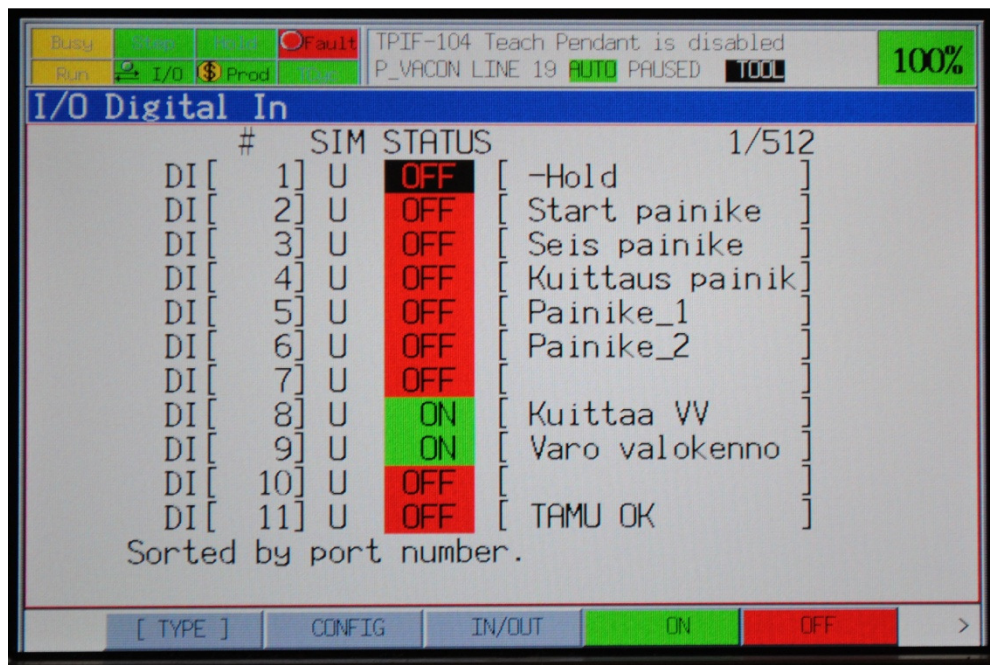 Busy Step Hold Fault TPIF-104 Teach Pendant is disabled
Run I/O Prod P_VACON LINE 19 AUTO PAUSED TOOL 100%
I/O Digital In
# SIM STATUS 1/512
DI[ 1] U OFF [ -Hold ]
DI[ 2] U OFF [ Start painike ]
DI[ 3] U OFF [ Seis painike ]
DI[ 4] U OFF [ Kuittaus painik]
DI[ 5] U OFF [ Painike_1 ]
DI[ 6] U OFF [ Painike_2 ]
DI[ 7] U OFF [ ]
DI[ 8] U ON [ Kuittaa VV ]
DI[ 9] U ON [ Varo valokenno ]
DI[ 10] U OFF [ ]
DI[ 11] U OFF [ TAMU OK ]
Sorted by port number.
[ TYPE ] CONFIG IN/OUT ON OFF >